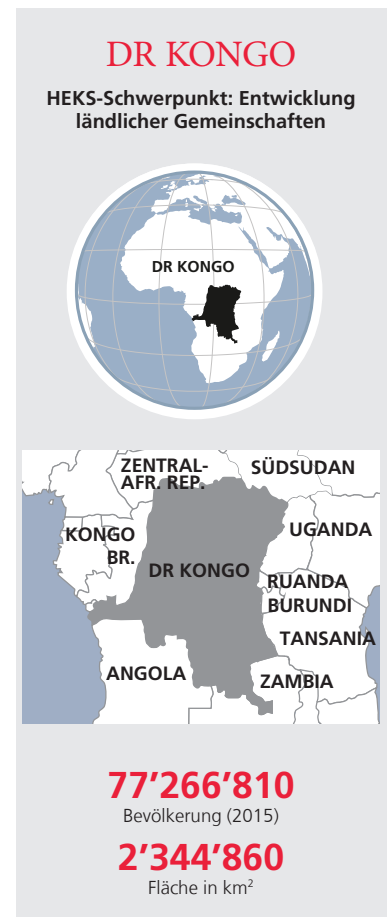 DR KONGO
HEKS-Schwerpunkt: Entwicklung
ländlicher Gemeinschaften
DR KONGO
ZENTRAL-
AFR. REP.
SÜDSUDAN
KONGO
BR.
UGANDA
DR KONGO
RUANDA
BURUNDI
TANSANIA
ANGOLA
ZAMBIA
77’266’810
Bevölkerung (2015)
2’344’860
Fläche in km²